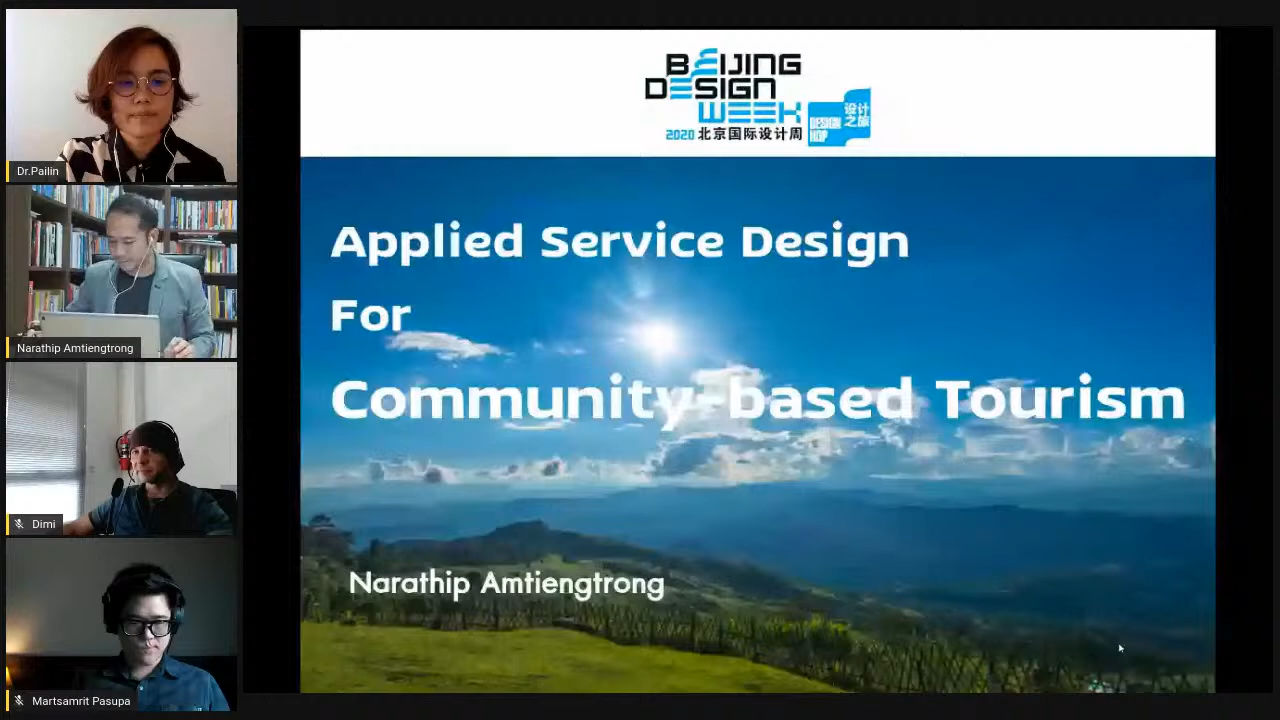 Dr.Pailin
Narathip Amtiengtrong
Dimi
Martsamrit Pasupa
BEIJING
DESIGN
WEEK
2020 北京国际设计周
DESIGN
HOP
设计
之旅
Applied Service Design
For
Community-based Tourism
Narathip Amtiengtrong